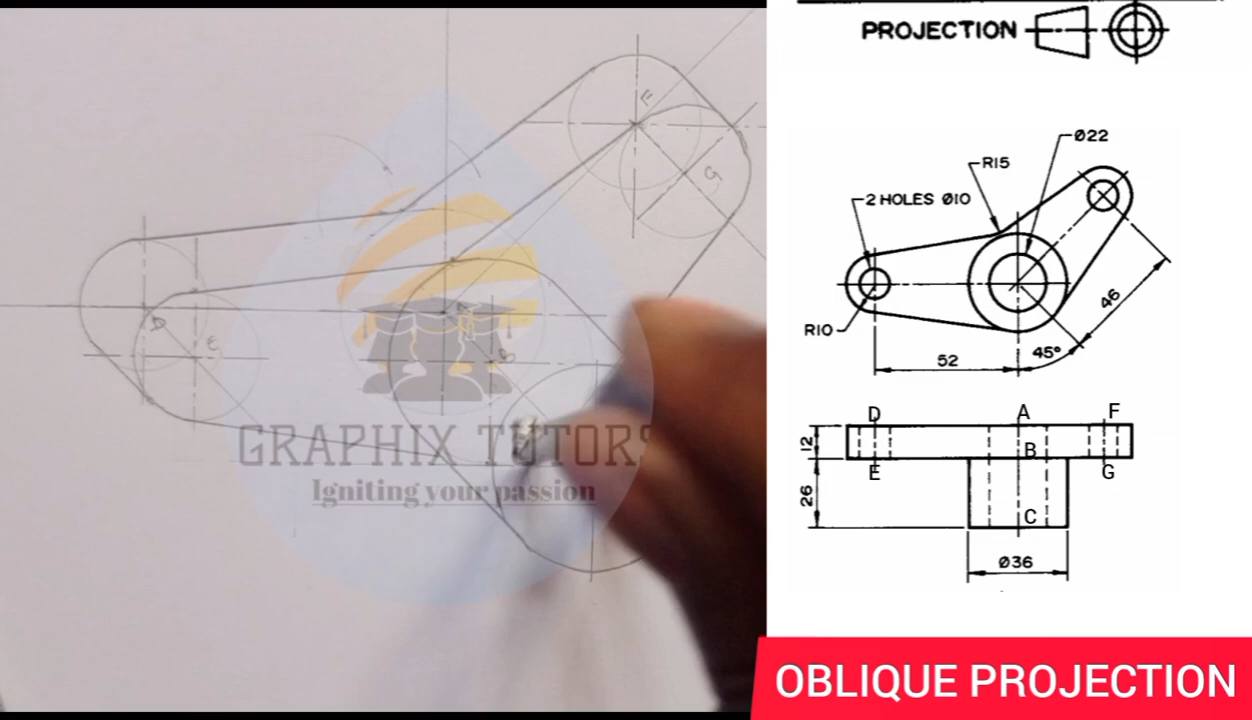 PROJECTION
Ø22
R15
2 HOLES Ø10
R10
46
45°
52
D
A
F
12
B
E
G
26
C
Ø36
F
G
D
E
A
B
GRAPHIX TUTORS
Igniting your passion
OBLIQUE PROJECTION